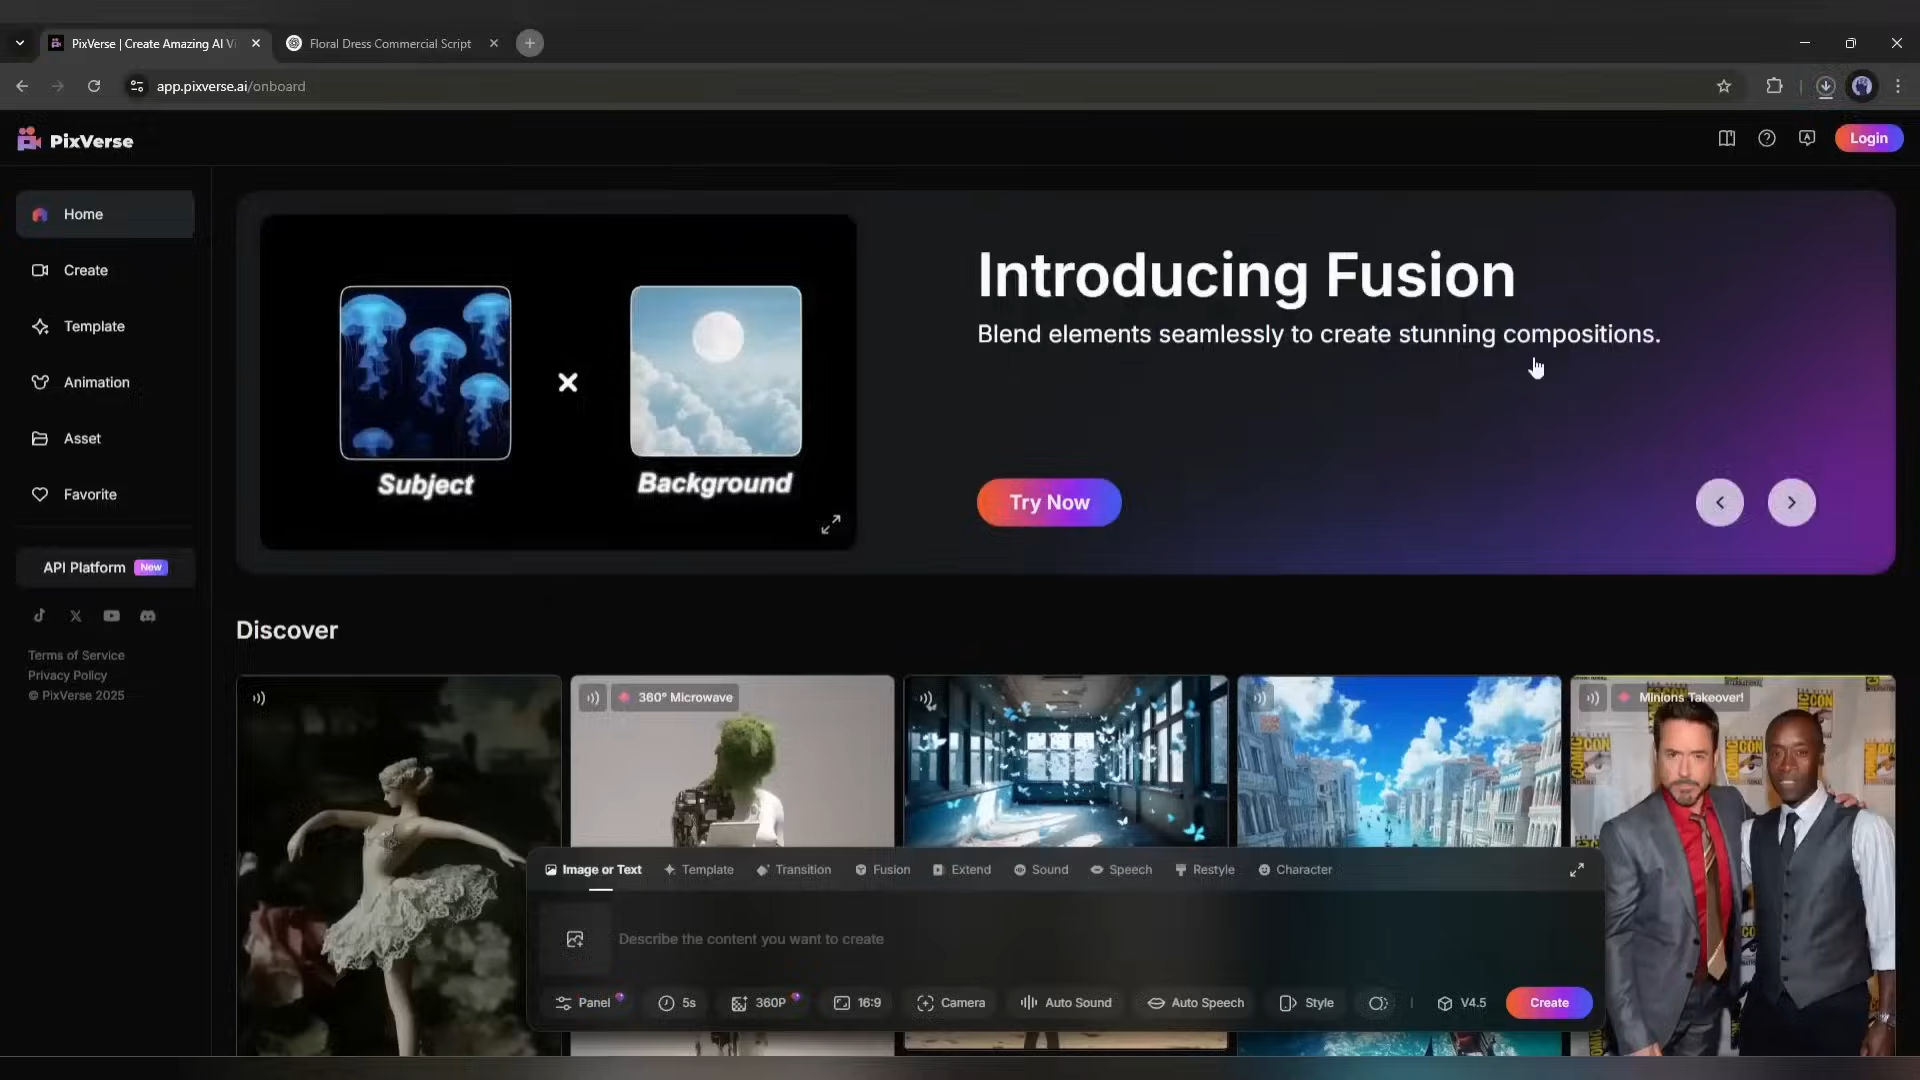 PixVerse | Create Amazing AI Vi
Floral Dress Commercial Script
app.pixverse.ai/onboard
PixVerse
Login
Home
Create
Template
Animation
Asset
Favorite
API Platform New
Terms of Service
Privacy Policy
© PixVerse 2025
Subject
Background
Introducing Fusion
Blend elements seamlessly to create stunning compositions.
Try Now
Discover
360° Microwave
Minions Takeover!
COMIC CON
Image or Text
Template
Transition
Fusion
Extend
Sound
Speech
Restyle
Character
Describe the content you want to create
Panel
5s
360P
16:9
Camera
Auto Sound
Auto Speech
Style
V4.5
Create